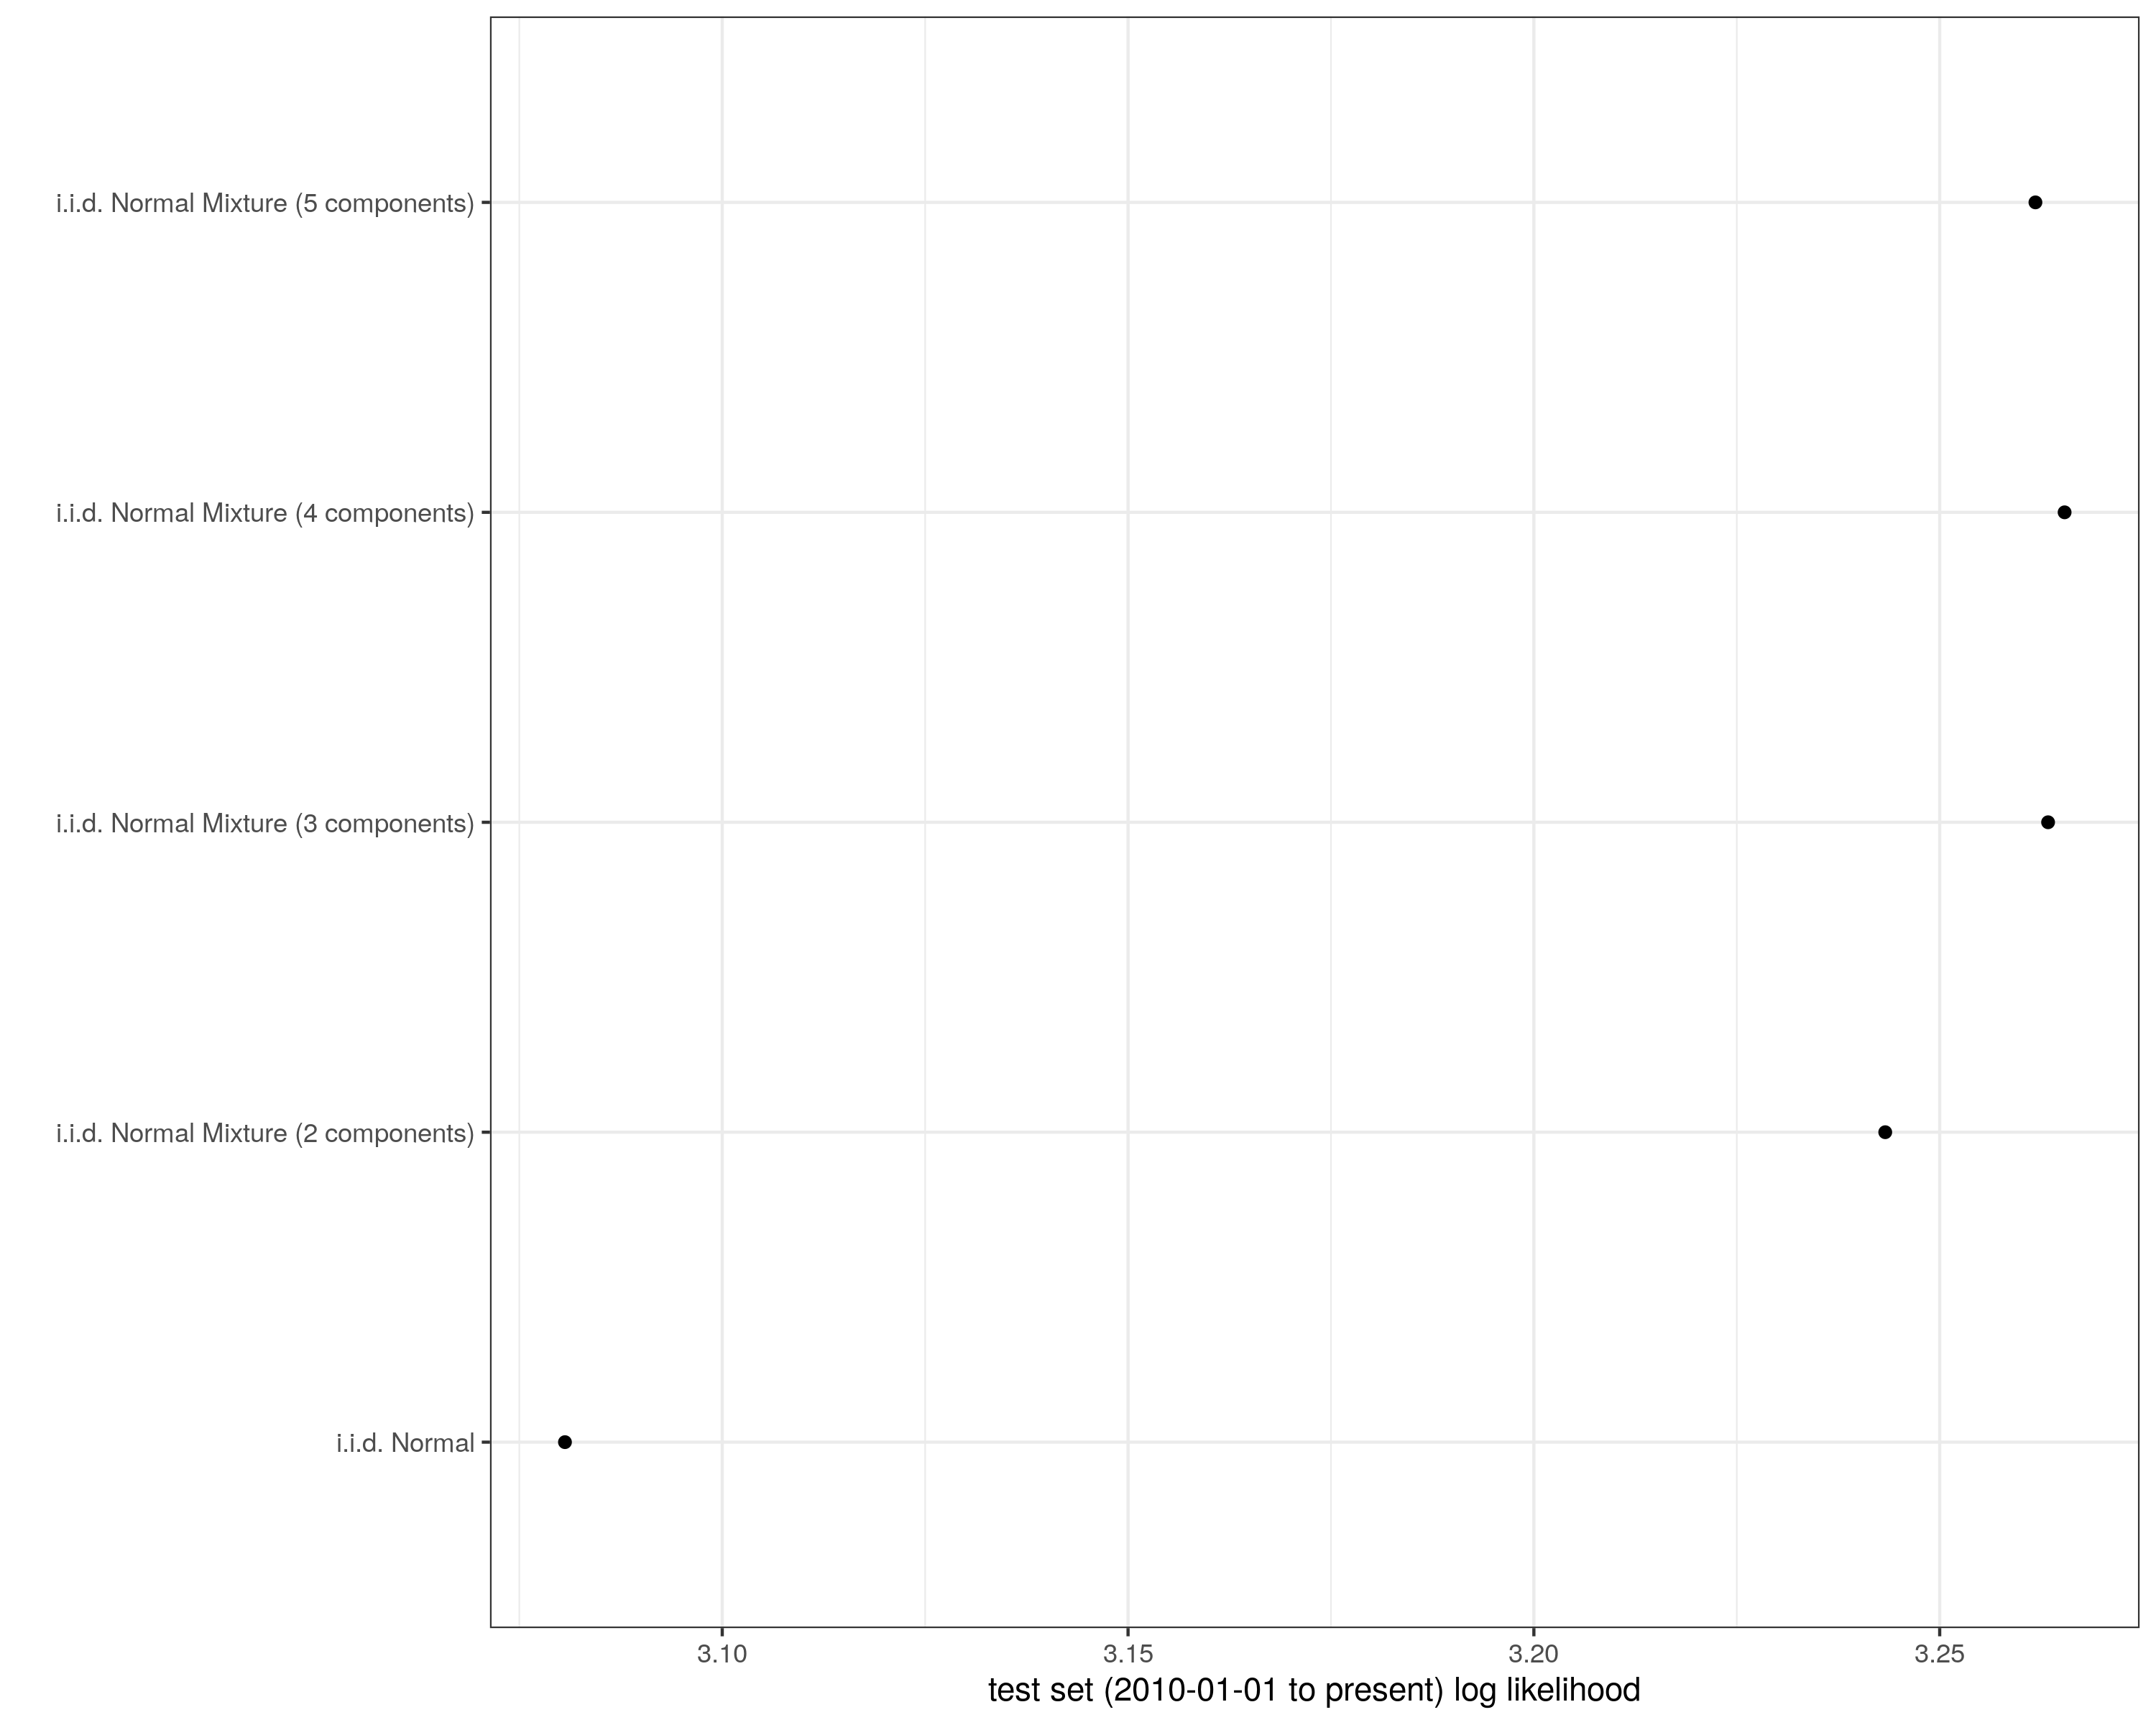 i.i.d. Normal Mixture (5 components)
i.i.d. Normal Mixture (4 components)
i.i.d. Normal Mixture (3 components)
i.i.d. Normal Mixture (2 components)
i.i.d. Normal
3.10 3.15 3.20 3.25
test set (2010-01-01 to present) log likelihood